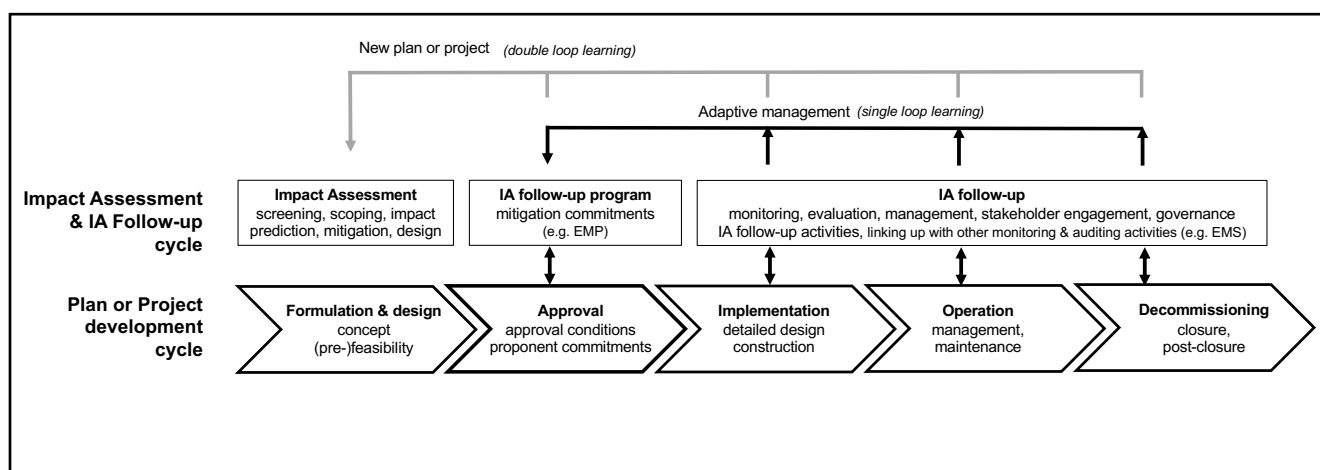 New plan or project (double loop learning)
Adaptive management (single loop learning)
Impact Assessment
& IA Follow-up
cycle
Impact Assessment
screening, scoping, impact
prediction, mitigation, design
IA follow-up program
mitigation commitments
(e.g. EMP)
IA follow-up
monitoring, evaluation, management, stakeholder engagement, governance
IA follow-up activities, linking up with other monitoring & auditing activities (e.g. EMS)
Plan or Project
development
cycle
Formulation & design
concept
(pre-)feasibility
Approval
approval conditions
proponent commitments
Implementation
detailed design
construction
Operation
management,
maintenance
Decommissioning
closure,
post-closure